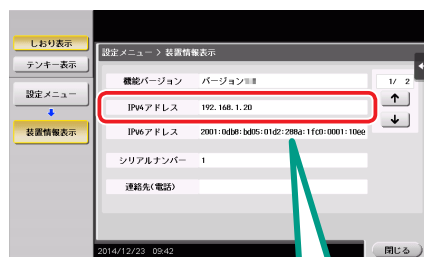 しおり表示
テンキー表示
設定メニュー
装置情報表示
設定メニュー > 装置情報表示
機能バージョン バージョン
1/ 2
IPv4アドレス 192.168.1.20
IPv6アドレス 2001:0db8:bd05:01d2:288a:1fc0:0001:10ee
シリアルナンバー 1
連絡先(電話)
2014/12/23 09:42
閉じる